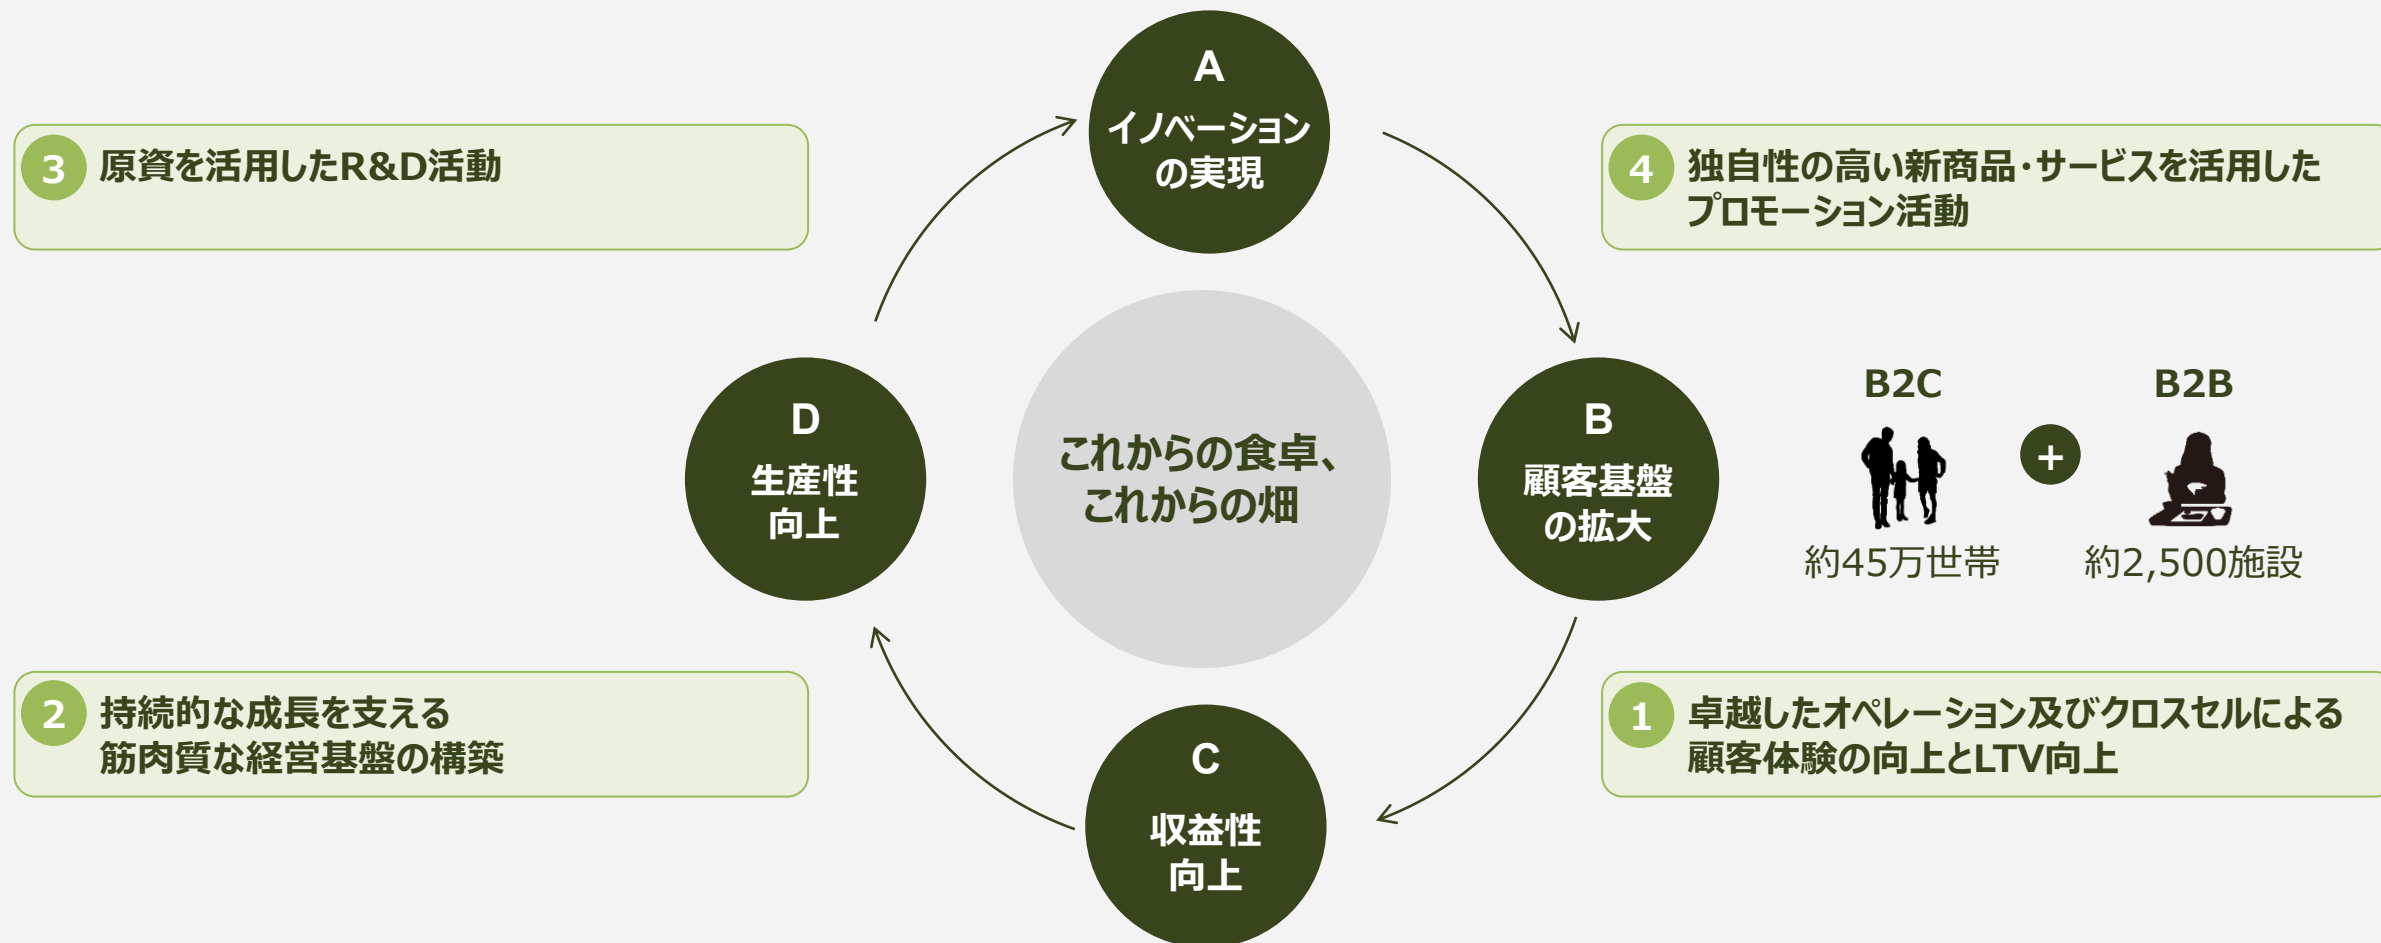 A
イノベーション
の実現
3
原資を活用したR&D活動
4
独自性の高い新商品・サービスを活用した
プロモーション活動
D
生産性
向上
これからの食卓、
これからの畑
B
顧客基盤
の拡大
B2C
+
B2B
約45万世帯
約2,500施設
2
持続的な成長を支える
筋肉質な経営基盤の構築
C
収益性
向上
1
卓越したオペレーション及びクロスセルによる
顧客体験の向上とLTV向上